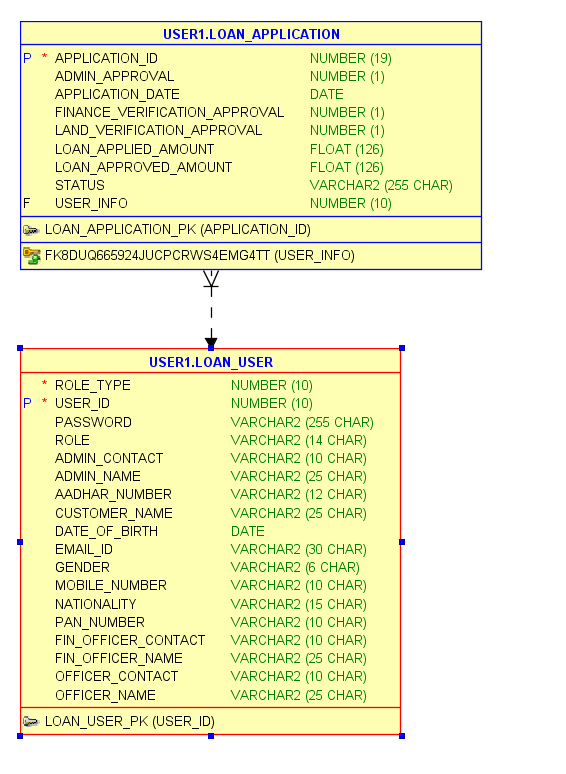 USER1.LOAN_APPLICATION
P * APPLICATION_ID NUMBER (19)
ADMIN_APPROVAL NUMBER (1)
APPLICATION_DATE DATE
FINANCE_VERIFICATION_APPROVAL NUMBER (1)
LAND_VERIFICATION_APPROVAL NUMBER (1)
LOAN_APPLIED_AMOUNT FLOAT (126)
LOAN_APPROVED_AMOUNT FLOAT (126)
STATUS VARCHAR2 (255 CHAR)
F USER_INFO NUMBER (10)
LOAN_APPLICATION_PK (APPLICATION_ID)
FK8DUQ665924JUCPCRWS4EMG4TT (USER_INFO)
USER1.LOAN_USER
* ROLE_TYPE NUMBER (10)
P * USER_ID NUMBER (10)
PASSWORD VARCHAR2 (255 CHAR)
ROLE VARCHAR2 (14 CHAR)
ADMIN_CONTACT VARCHAR2 (10 CHAR)
ADMIN_NAME VARCHAR2 (25 CHAR)
AADHAR_NUMBER VARCHAR2 (12 CHAR)
CUSTOMER_NAME VARCHAR2 (25 CHAR)
DATE_OF_BIRTH DATE
EMAIL_ID VARCHAR2 (30 CHAR)
GENDER VARCHAR2 (6 CHAR)
MOBILE_NUMBER VARCHAR2 (10 CHAR)
NATIONALITY VARCHAR2 (15 CHAR)
PAN_NUMBER VARCHAR2 (10 CHAR)
FIN_OFFICER_CONTACT VARCHAR2 (10 CHAR)
FIN_OFFICER_NAME VARCHAR2 (25 CHAR)
OFFICER_CONTACT VARCHAR2 (10 CHAR)
OFFICER_NAME VARCHAR2 (25 CHAR)
LOAN_USER_PK (USER_ID)